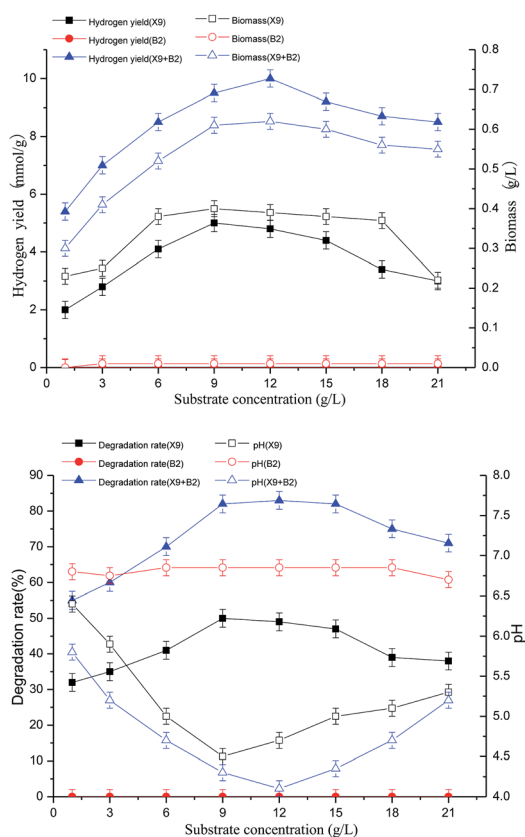 Hydrogen yield(X9) Biomass(X9)
Hydrogen yield(B2) Biomass(B2)
Hydrogen yield(X9+B2) Biomass(X9+B2)
10
8
6
4
2
0
Hydrogen yield (mmol/g)
0.8
0.7
0.6
0.5
0.4
0.3
0.2
0.1
0.0
Biomass (g/L)
0 3 6 9 12 15 18 21
Substrate concentration (g/L)
Degradation rate(X9) pH(X9)
Degradation rate(B2) pH(B2)
Degradation rate(X9+B2) pH(X9+B2)
90
80
70
60
50
40
30
20
10
0
Degradation rate(%)
8.0
7.5
7.0
6.5
6.0
5.5
5.0
4.5
4.0
pH
0 3 6 9 12 15 18 21
Substrate concentration (g/L)